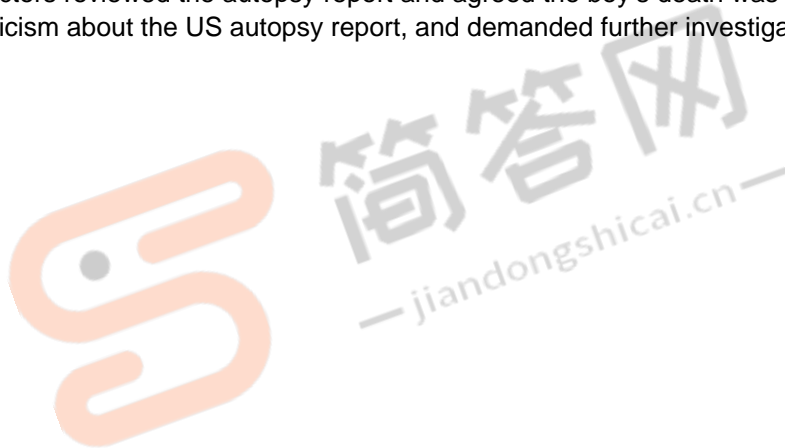 ctors reviewed the autopsy report and agreed the boy's death was
icism about the US autopsy report, and demanded further investiga
简答网
jiandongshicai.cn